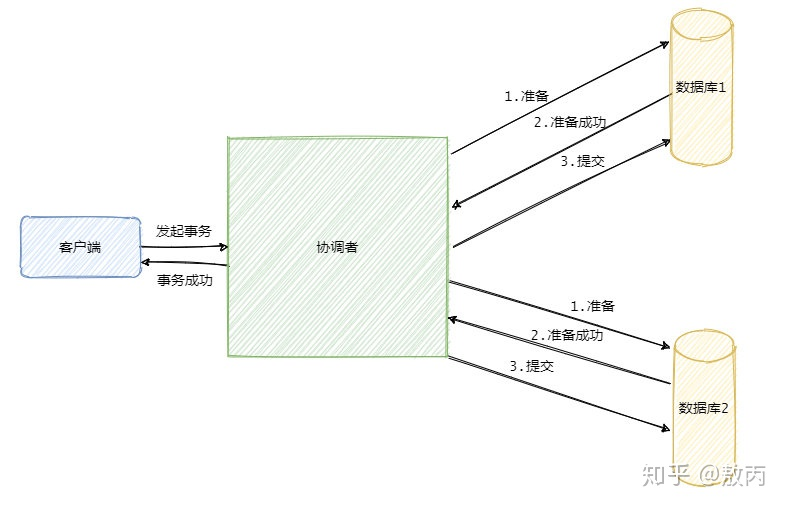 数据库1
1.准备
2.准备成功
3.提交
发起事务
客户端
协调者
事务成功
1.准备
2.准备成功
3.提交
数据库2
知乎 @敖丙